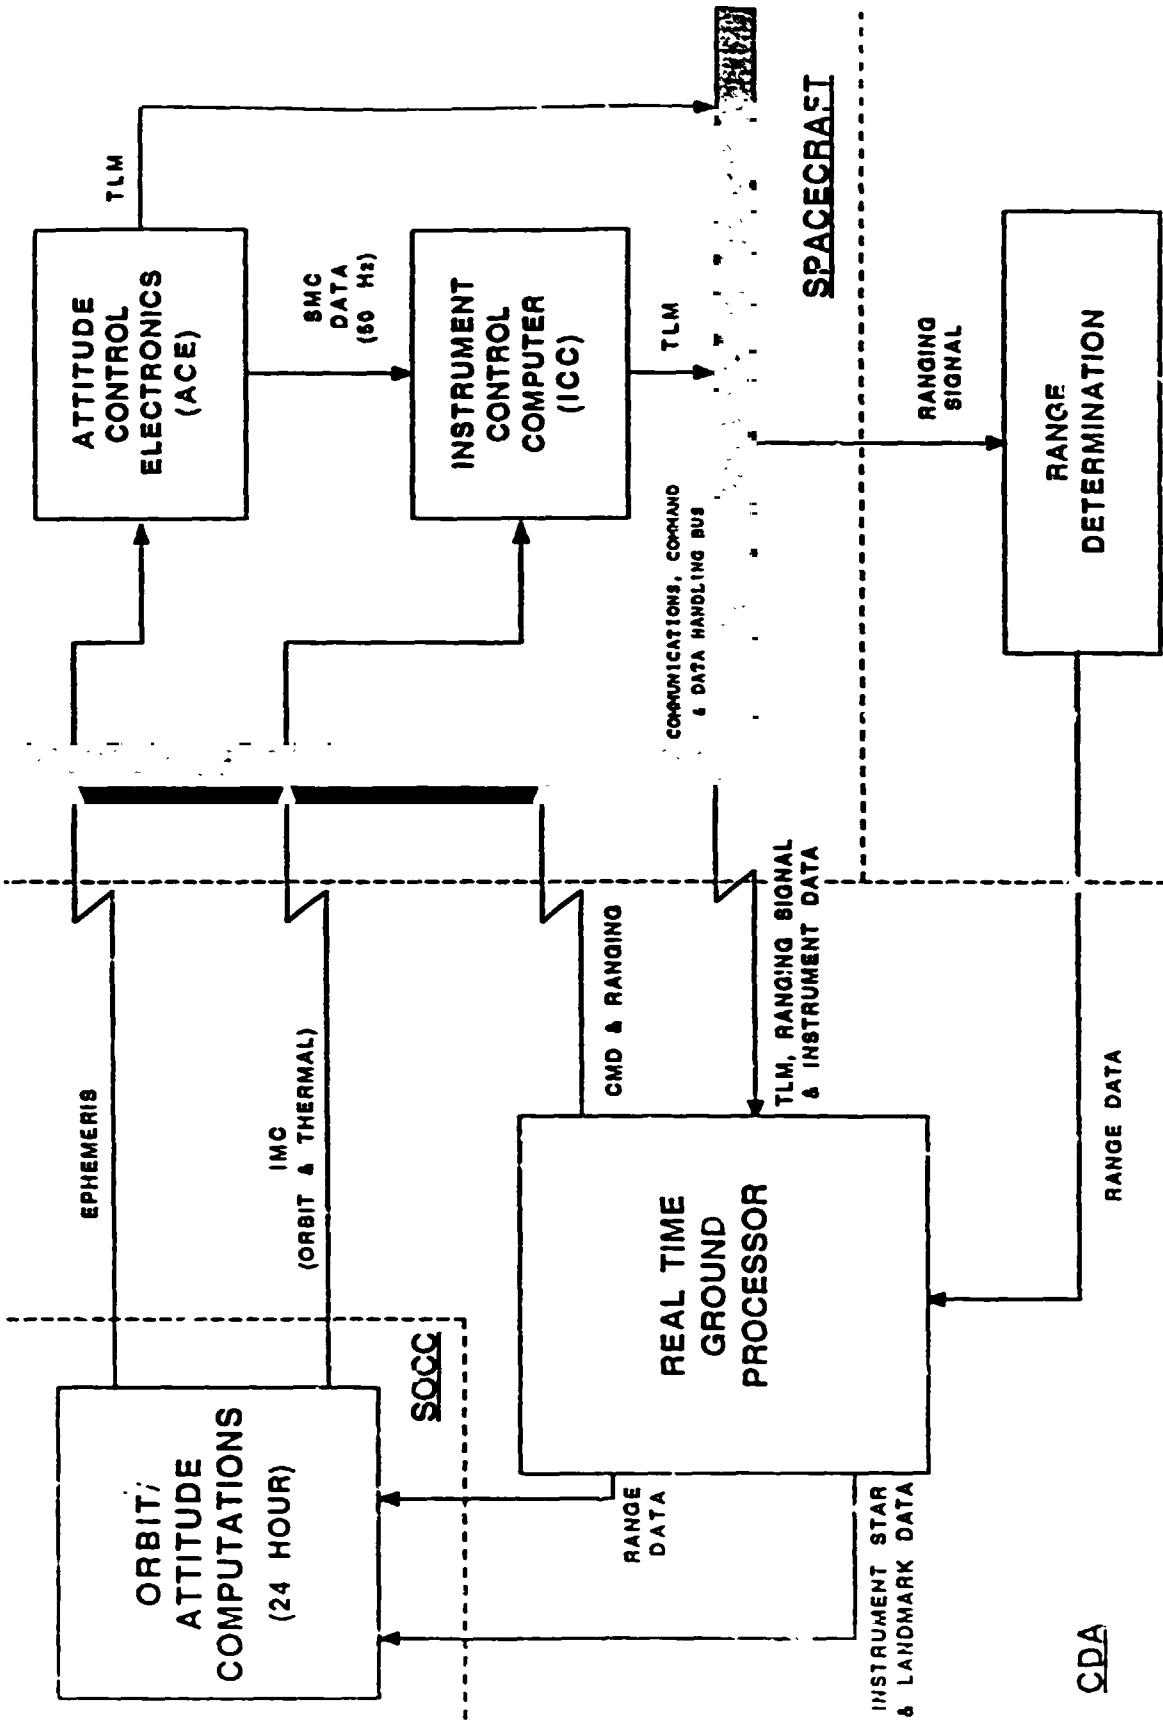 ORBIT/
ATTITUDE
COMPUTATIONS
(24 HOUR)
SOCC
EPHEMERIS
IMC
(ORBIT & THERMAL)
ATTITUDE
CONTROL
ELECTRONICS
(ACE)
TLM
SMC
DATA
(50 Hz)
INSTRUMENT
CONTROL
COMPUTER
(ICC)
TLM
COMMUNICATIONS, COMMAND
& DATA HANDLING BUS
SPACECRAFT
RANGE
DATA
INSTRUMENT STAR
& LANDMARK DATA
REAL TIME
GROUND
PROCESSOR
CMD & RANGING
TLM, RANGING SIGNAL
& INSTRUMENT DATA
RANGING
SIGNAL
RANGE
DETERMINATION
RANGE DATA
CDA